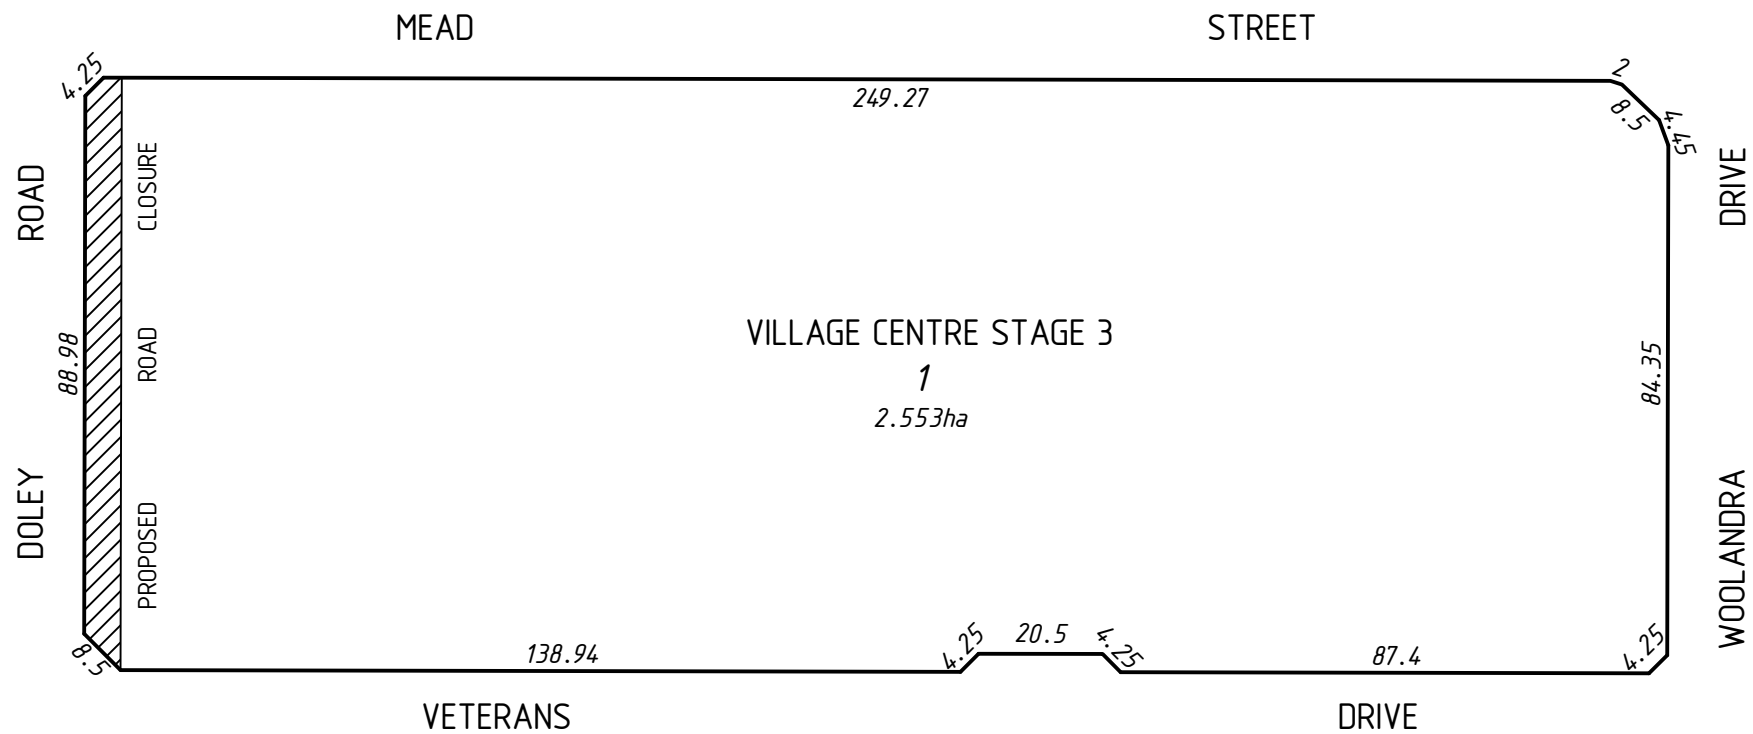 MEAD STREET
4.25
249.27
2
8.5
4.45
ROAD
CLOSURE
DRIVE
88.98
ROAD
VILLAGE CENTRE STAGE 3
1
2.553ha
84.35
DOLEY
PROPOSED
WOOLANDRA
8.5
138.94
4.25
20.5
4.25
87.4
4.25
VETERANS DRIVE